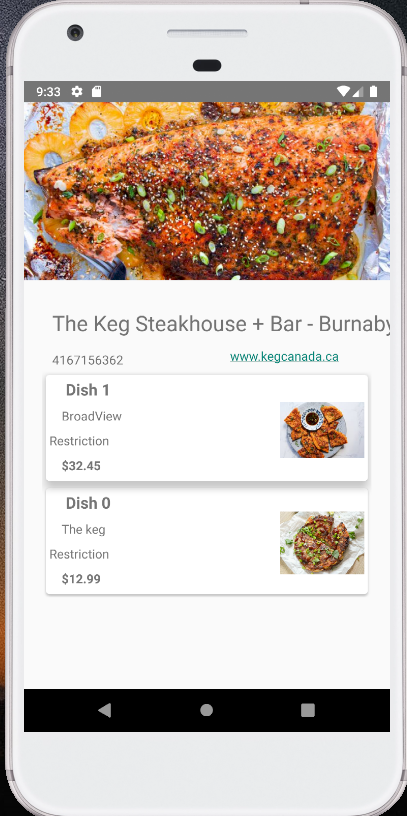 9:33
The Keg Steakhouse + Bar - Burnaby
4167156362
www.kegcanada.ca
Dish 1
BroadView
Restriction
$32.45
Dish 0
The keg
Restriction
$12.99